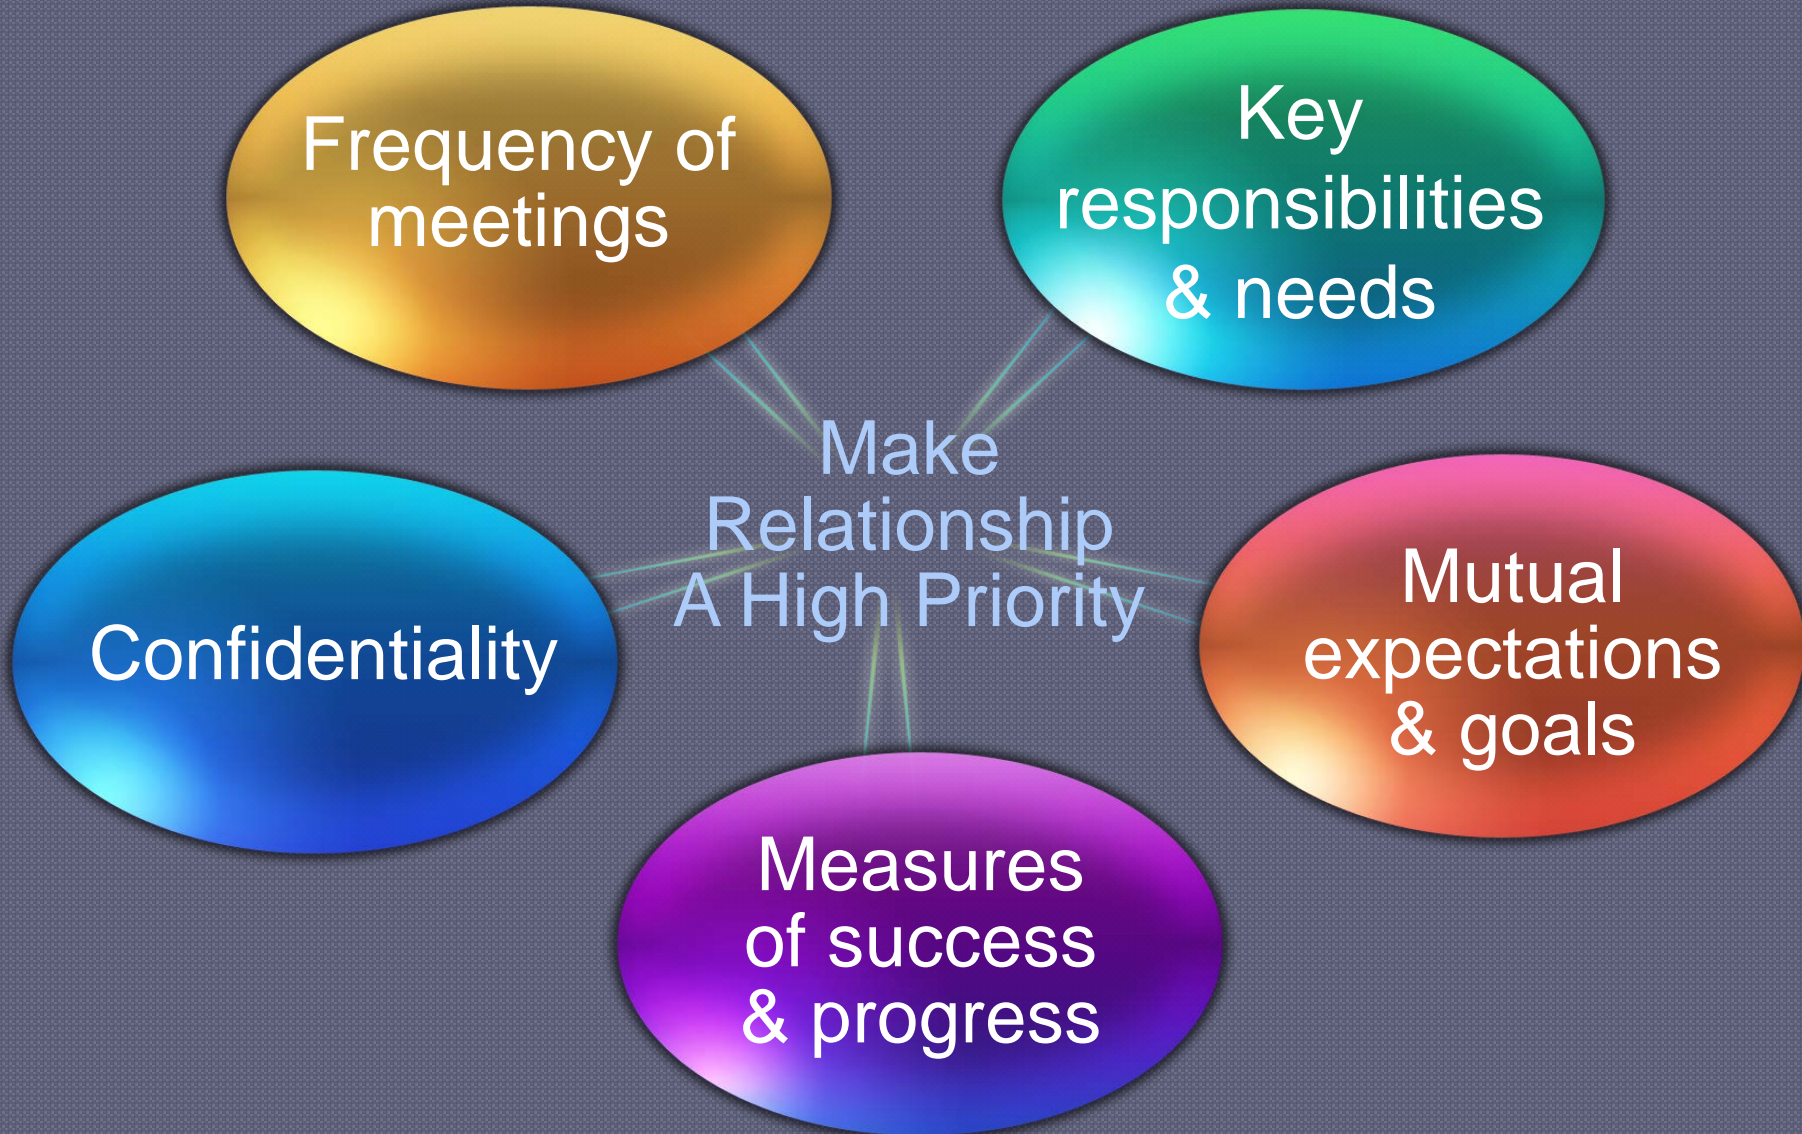 Frequency of
meetings
Key
responsibilities
& needs
Make
Relationship
A High Priority
Confidentiality
Mutual
expectations
& goals
Measures
of success
& progress